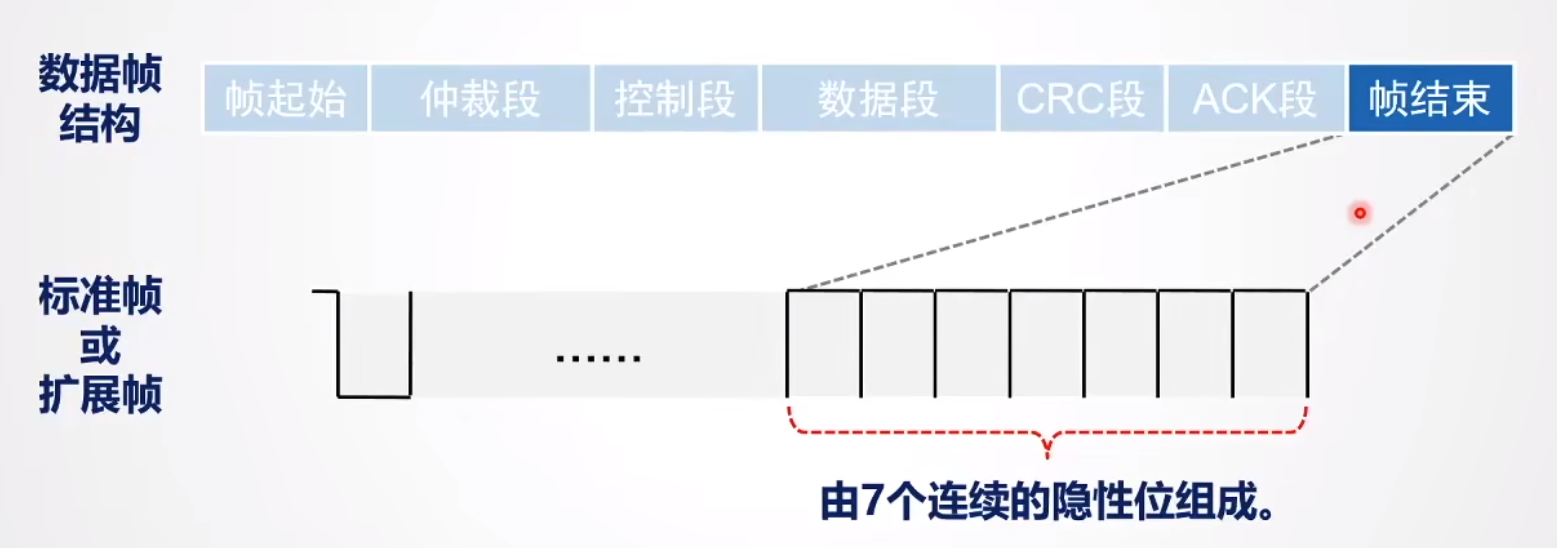 数据帧
结构
帧起始 仲裁段 控制段 数据段 CRC段 ACK段 帧结束
标准帧
或
扩展帧
......
由7个连续的隐性位组成。